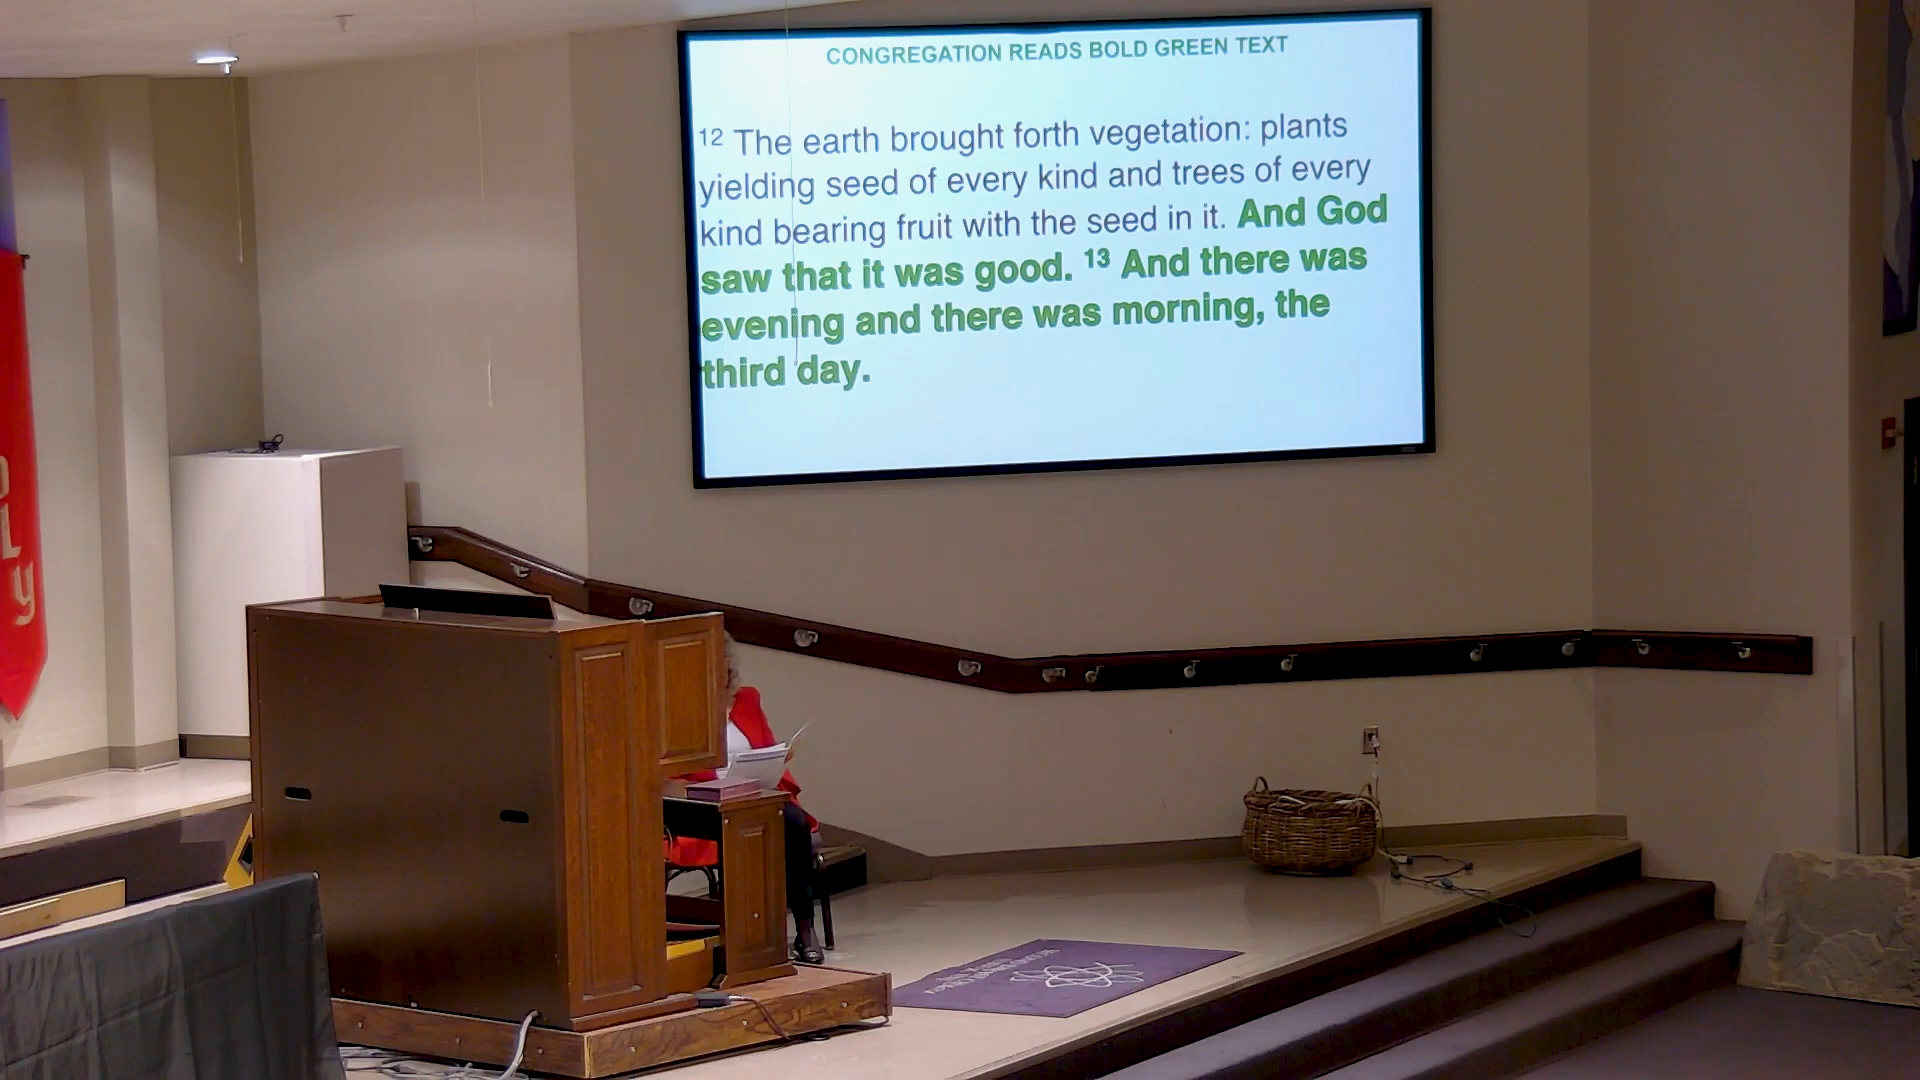 CONGREGATION READS BOLD GREEN TEXT
12 The earth brought forth vegetation: plants
yielding seed of every kind and trees of every
kind bearing fruit with the seed in it. And God
saw that it was good. 13 And there was
evening and there was morning, the
third day.
O
L
y